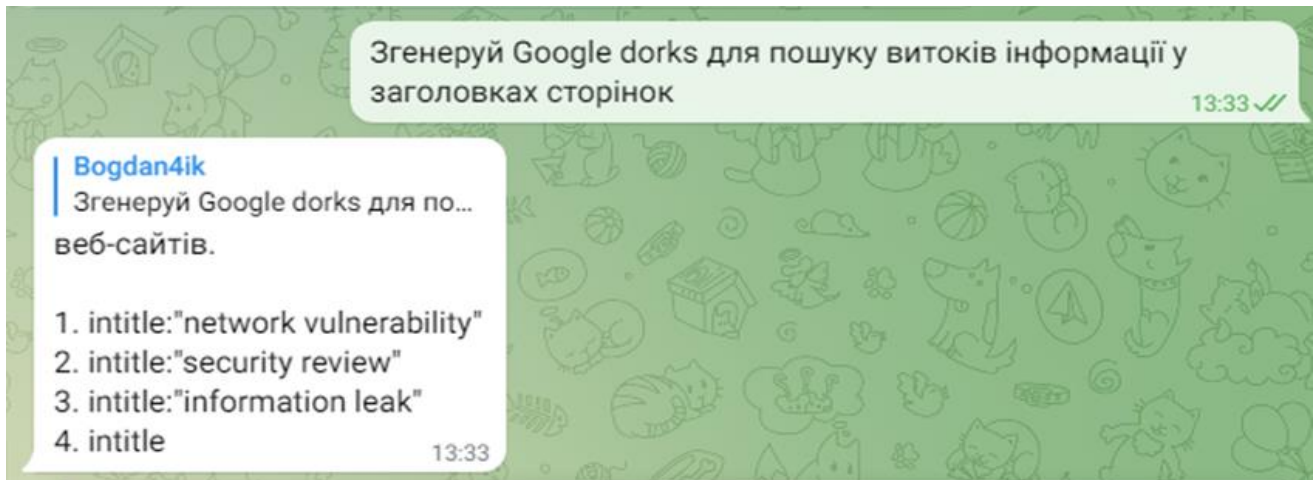 Згенеруй Google dorks для пошуку витоків інформації у
заголовках сторінок
13:33
Bogdan4ik
Згенеруй Google dorks для по...
веб-сайтів.
1. intitle:"network vulnerability"
2. intitle:"security review"
3. intitle:"information leak"
4. intitle
13:33